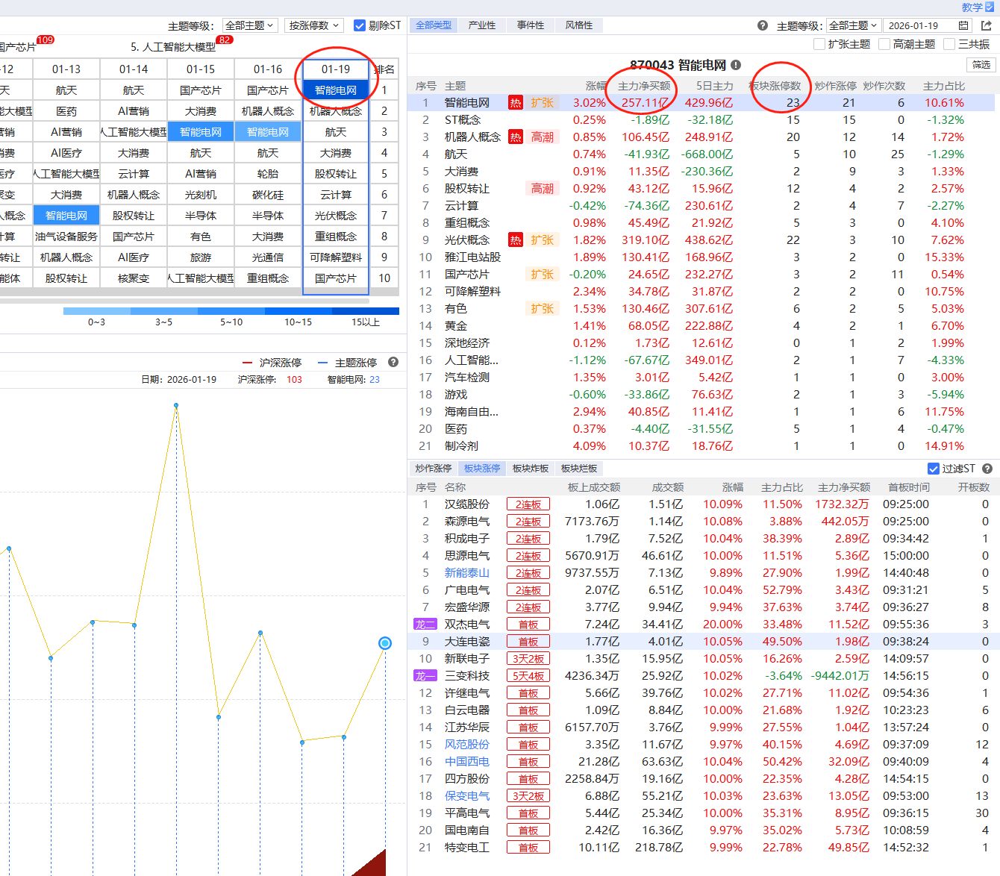 教学
主题等级: 全部主题 按涨停数 剔除ST
国产芯片 109 5. 人工智能大模型 82
-12 01-13 01-14 01-15 01-16 01-19 排名
天 航天 航天 国产芯片 国产芯片 智能电网 1
能大模型 医药 AI营销 大消费 机器人概念 机器人概念 2
营销 AI营销 人工智能大模型 智能电网 智能电网 航天 3
消费 AI医疗 大消费 航天 航天 大消费 4
医疗 人工智能大模型 云计算 AI营销 轮胎 股权转让 5
聚变 大消费 机器人概念 光刻机 碳化硅 云计算 6
人概念 智能电网 股权转让 半导体 半导体 光伏概念 7
计算 油气设备服务 国产芯片 有色 大消费 重组概念 8
转让 机器人概念 AI医疗 旅游 光通信 可降解塑料 9
能体 股权转让 核聚变 人工智能大模型 重组概念 国产芯片 10
0~3 3~5 5~10 10~15 15以上
沪深涨停 主题涨停
日期: 2026-01-19 沪深涨停: 103 智能电网: 23
全部类型 产业性 事件性 风格性 主题等级: 全部主题 2026-01-19
扩张主题 高潮主题 三共振
870043 智能电网 筛选
序号 主题 涨幅 主力净买额 5日主力 板块涨停数 炒作涨停 炒作次数 主力占比
1 智能电网 热 扩张 3.02% 257.11亿 429.96亿 23 21 6 10.61%
2 ST概念 0.25% -1.89亿 -32.18亿 15 15 0 -1.32%
3 机器人概念 热 高潮 0.85% 106.45亿 248.91亿 20 12 14 1.72%
4 航天 0.74% -41.93亿 -668.00亿 5 10 25 -1.29%
5 大消费 0.91% 11.35亿 -230.36亿 2 9 3 1.33%
6 股权转让 高潮 0.92% 43.12亿 15.96亿 12 4 2 2.57%
7 云计算 -0.42% -74.36亿 230.61亿 2 4 7 -2.27%
8 重组概念 0.98% 45.49亿 21.92亿 5 3 0 4.10%
9 光伏概念 热 扩张 1.82% 319.10亿 438.62亿 22 3 10 7.62%
10 雅江电站股 1.89% 130.41亿 168.96亿 3 2 0 15.33%
11 国产芯片 扩张 -0.20% 24.65亿 232.27亿 3 2 11 0.54%
12 可降解塑料 2.34% 34.78亿 31.87亿 2 2 0 10.75%
13 有色 扩张 1.53% 130.46亿 307.61亿 6 2 5 5.03%
14 黄金 1.41% 68.05亿 222.88亿 4 2 1 6.70%
15 深地经济 0.12% 1.73亿 12.61亿 0 1 2 1.99%
16 人工智能... -1.12% -67.67亿 349.01亿 2 1 7 -4.33%
17 汽车检测 1.35% 3.01亿 5.42亿 1 1 0 3.00%
18 游戏 -0.60% -33.86亿 76.63亿 2 1 3 -5.94%
19 海南自由... 2.94% 40.85亿 11.41亿 1 1 6 11.75%
20 医药 0.37% -4.40亿 -31.55亿 5 1 4 -0.47%
21 制冷剂 4.09% 10.37亿 18.76亿 1 1 0 14.91%
炒作涨停 板块涨停 板块炸板 板块烂板 过滤ST
序号 名称 板上成交额 成交额 涨幅 主力占比 主力净买额 首板时间 开板数
1 汉缆股份 2连板 1.06亿 1.51亿 10.09% 11.50% 1732.32万 09:25:00 0
2 森源电气 2连板 7173.76万 1.14亿 10.08% 3.88% 442.05万 09:25:00 0
3 积成电子 2连板 1.79亿 7.52亿 10.04% 38.39% 2.89亿 09:34:42 1
4 思源电气 2连板 5670.91万 46.61亿 10.00% 11.51% 5.36亿 15:00:00 0
5 新能泰山 2连板 9737.55万 7.13亿 9.89% 27.90% 1.99亿 14:40:48 0
6 广电电气 2连板 2.07亿 6.51亿 10.04% 52.79% 3.43亿 09:31:21 5
7 宏盛华源 2连板 3.77亿 9.94亿 9.94% 37.63% 3.74亿 09:36:27 8
龙二 双杰电气 首板 7.24亿 34.41亿 20.00% 33.48% 11.52亿 09:55:36 3
9 大连电瓷 首板 1.77亿 4.01亿 10.05% 49.50% 1.98亿 09:38:24 0
10 新联电子 3天2板 1.35亿 15.95亿 10.05% 16.26% 2.59亿 14:09:57 0
龙一 三变科技 5天4板 4236.34万 25.92亿 10.02% -3.64% -9442.01万 14:56:15 0
12 许继电气 首板 5.66亿 39.76亿 10.02% 27.71% 11.02亿 09:54:36 1
13 白云电器 首板 1.09亿 8.84亿 10.00% 21.68% 1.92亿 10:23:23 6
14 江苏华辰 首板 6157.70万 3.76亿 9.99% 27.55% 1.04亿 13:57:24 0
15 风范股份 首板 3.35亿 11.67亿 9.97% 40.15% 4.69亿 09:37:09 12
16 中国西电 首板 21.28亿 63.63亿 10.04% 50.42% 32.09亿 09:40:09 4
17 四方股份 首板 2258.84万 19.16亿 10.00% 22.35% 4.28亿 14:54:15 0
18 保变电气 3天2板 6.88亿 55.21亿 10.03% 23.63% 13.05亿 09:53:00 13
19 平高电气 首板 5.44亿 25.34亿 10.00% 35.31% 8.95亿 09:36:15 30
20 国电南自 首板 2.42亿 16.36亿 9.97% 35.02% 5.73亿 10:08:59 4
21 特变电工 首板 10.11亿 218.78亿 9.99% 22.78% 49.85亿 14:52:32 1